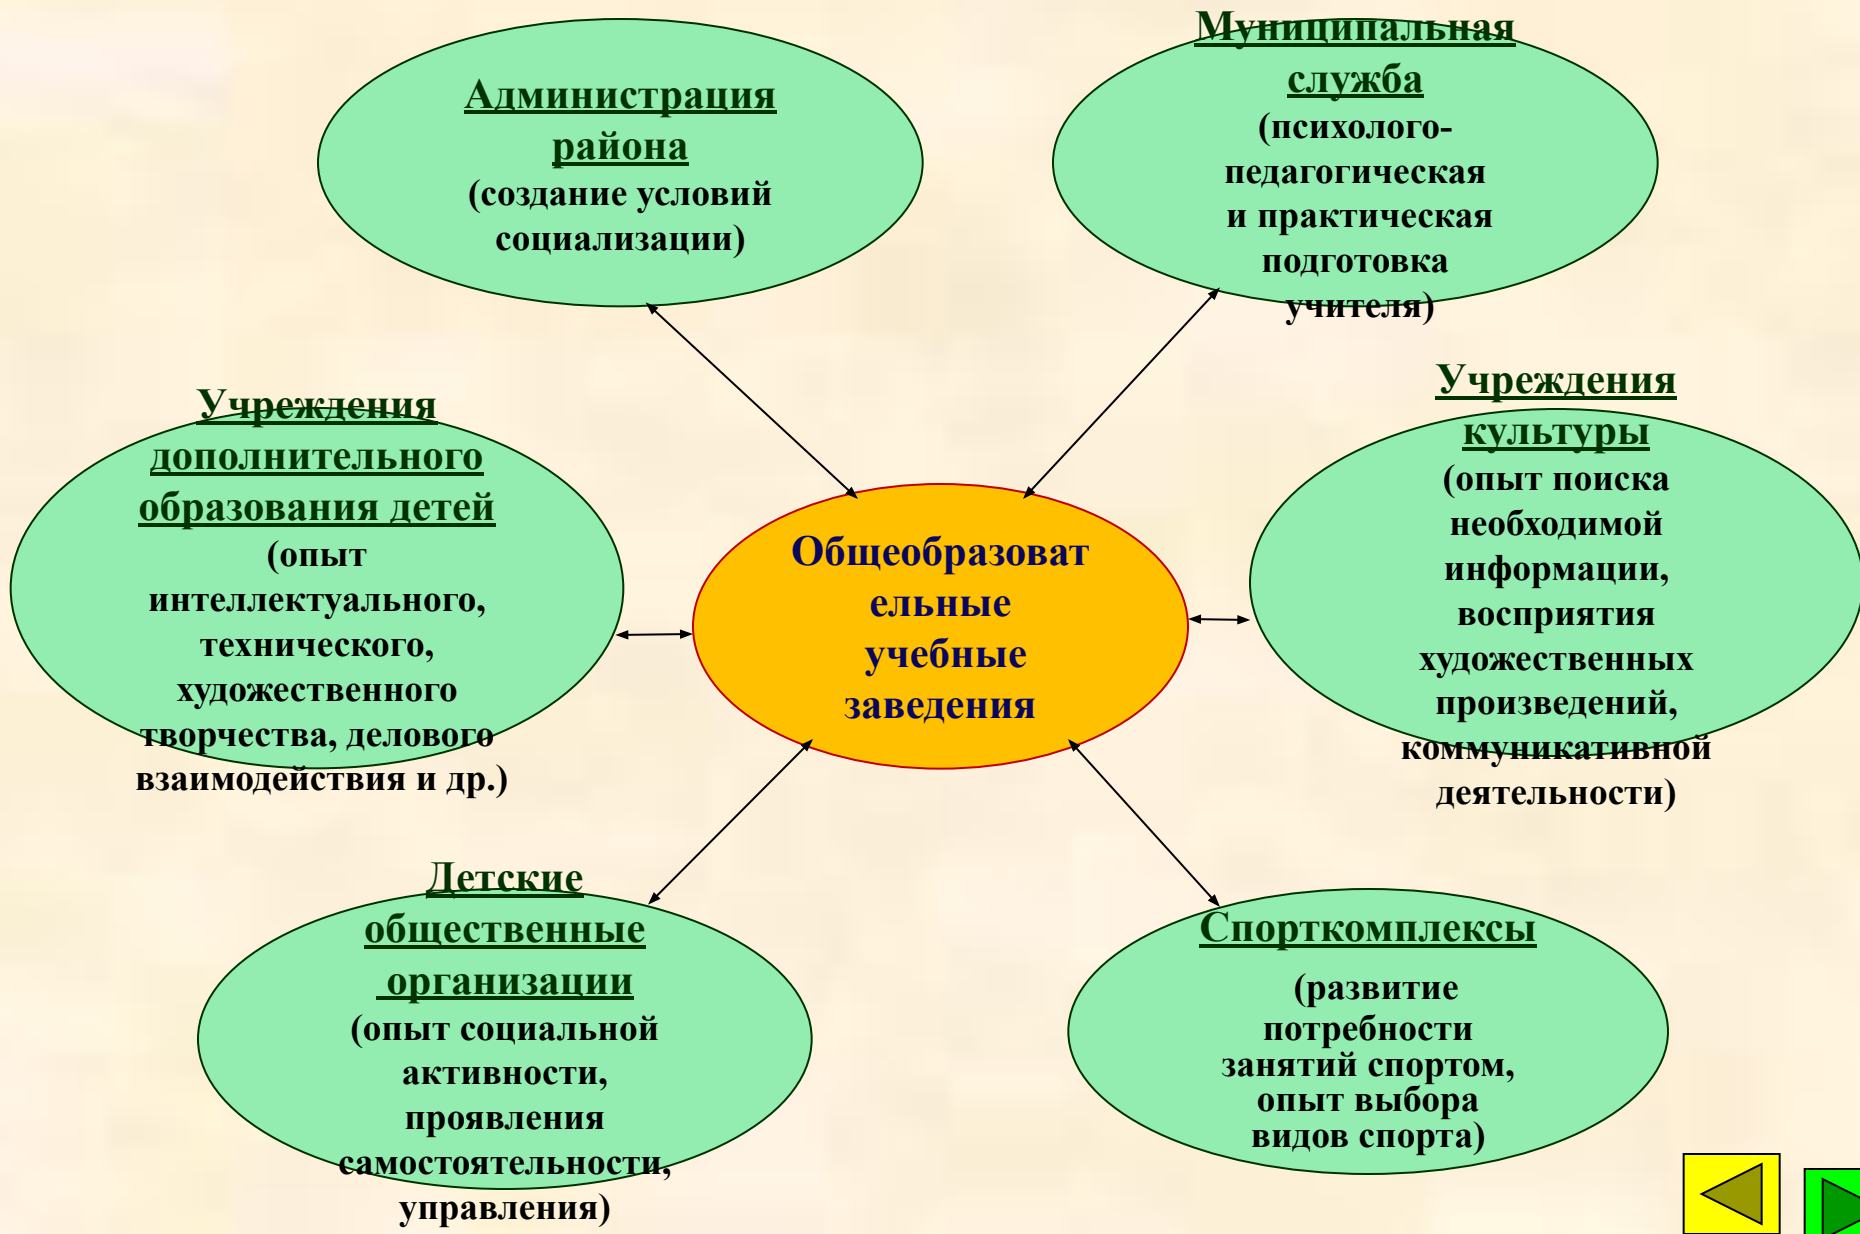 Администрация
района
(создание условий
социализации)
Муниципальная
служба
(психолого-
педагогическая
и практическая
подготовка
учителя)
Учреждения
дополнительного
образования детей
(опыт
интеллектуального,
технического,
художественного
творчества, делового
взаимодействия и др.)
Общеобразоват
ельные
учебные
заведения
Учреждения
культуры
(опыт поиска
необходимой
информации,
восприятия
художественных
произведений,
коммуникативной
деятельности)
Детские
общественные
организации
(опыт социальной
активности,
проявления
самостоятельности,
управления)
Спорткомплексы
(развитие
потребности
занятий спортом,
опыт выбора
видов спорта)